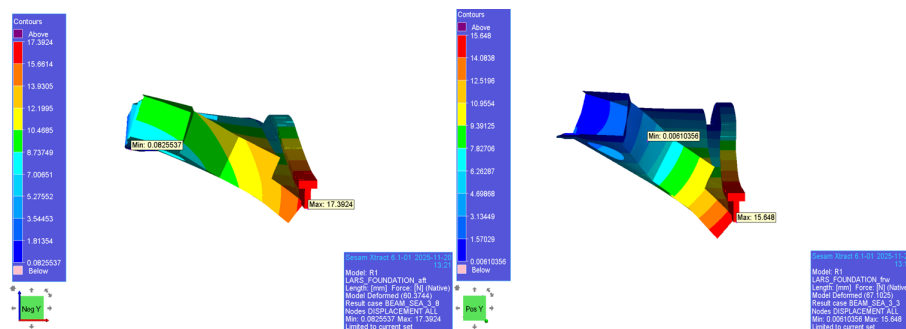 Contours
Above
17.3924
15.6614
13.9305
12.1995
10.4685
8.73749
7.00651
5.27552
3.54453
1.81354
0.0825537
Below
Min: 0.0825537
Max: 17.3924
Neg Y
Sesam Xtract 6.1-01 2025-11-20
13:21
Model: R1
LARS_FOUNDATION_aft
Length: [mm] Force: [N] (Native)
Model Deformed (60.3744)
Result case BEAM_SEA_3_8
Nodes DISPLACEMENT ALL
Min: 0.0825537 Max: 17.3924
Limited to current set
Contours
Above
15.648
14.0838
12.5196
10.9554
9.39125
7.82706
6.26287
4.69868
3.13449
1.57029
0.00610356
Below
Min: 0.00610356
Max: 15.648
Pos Y
Sesam Xtract 6.1-01 2025-11-20
Model: R1
LARS_FOUNDATION_frw
Length: [mm] Force: [N] (Native
Model Deformed (67.1025)
Result case BEAM_SEA_3_3
Nodes DISPLACEMENT ALL
Min: 0.00610356 Max: 15.648
Limited to current set